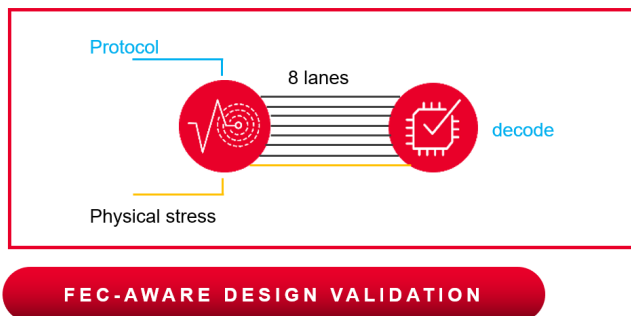 Protocol
8 lanes
decode
Physical stress
FEC-AWARE DESIGN VALIDATION